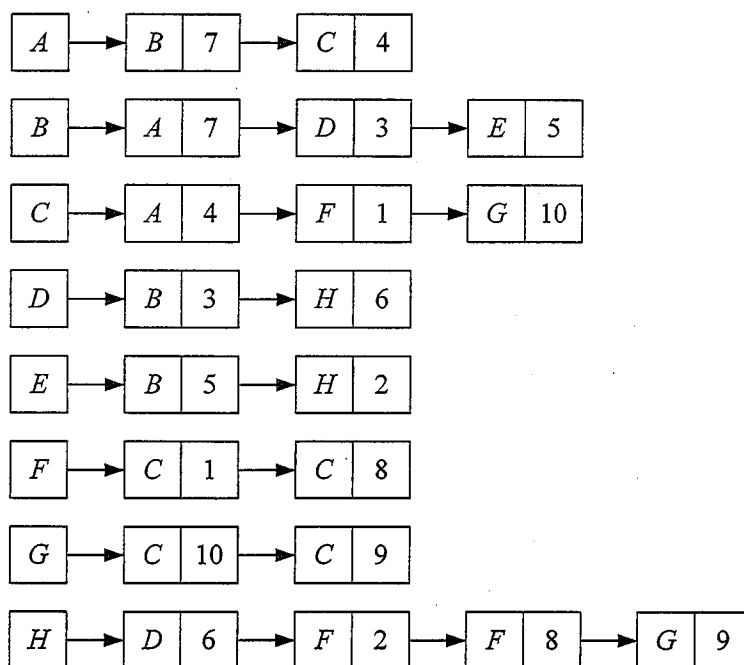 A B 7 C 4
B A 7 D 3 E 5
C A 4 F 1 G 10
D B 3 H 6
E B 5 H 2
F C 1 C 8
G C 10 C 9
H D 6 F 2 F 8 G 9